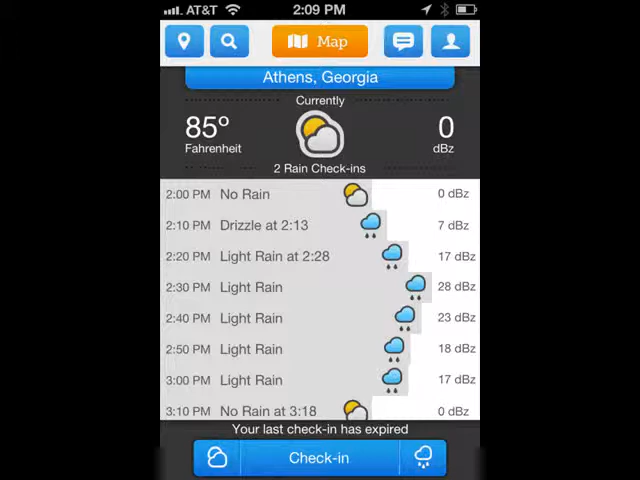 AT&T 2:09 PM
Map
Athens, Georgia
Currently
85° 0
Fahrenheit dBz
2 Rain Check-ins
2:00 PM No Rain 0 dBz
2:10 PM Drizzle at 2:13 7 dBz
2:20 PM Light Rain at 2:28 17 dBz
2:30 PM Light Rain 28 dBz
2:40 PM Light Rain 23 dBz
2:50 PM Light Rain 18 dBz
3:00 PM Light Rain 17 dBz
3:10 PM No Rain at 3:18 0 dBz
Your last check-in has expired
Check-in